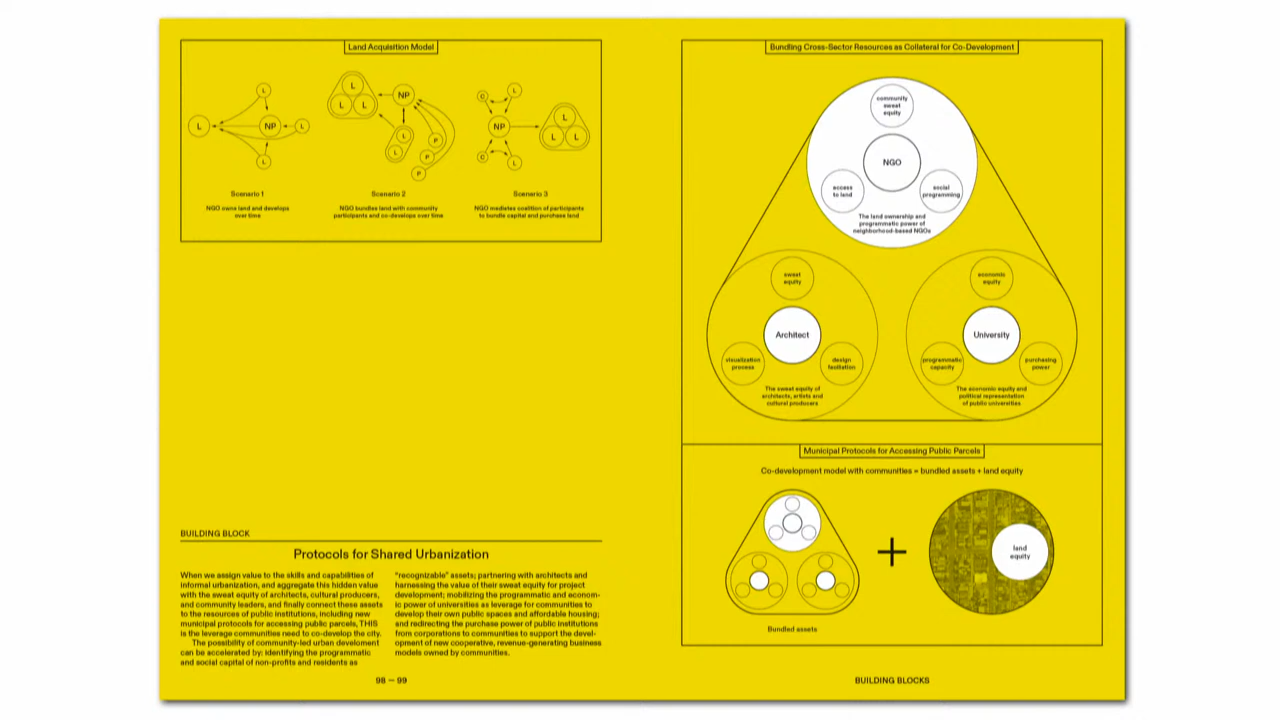 Land Acquisition Model
L
L
NP
L
L
Scenario 1
NGO owns land and develops
over time
L
L
L
NP
L
L
P
P
P
Scenario 2
NGO bundles land with community
participants and co-develops over time
C
L
NP
C
L
L
L
L
Scenario 3
NGO mediates coalition of participants
to bundle capital and purchase land
BUILDING BLOCK
Protocols for Shared Urbanization
When we assign value to the skills and capabilities of
informal urbanization, and aggregate this hidden value
with the sweat equity of architects, cultural producers,
and community leaders, and finally connect these assets
to the resources of public institutions, including new
municipal protocols for accessing public parcels, THIS
is the leverage communities need to co-develop the city.
The possibility of community-led urban develoment
can be accelerated by: identifying the programmatic
and social capital of non-profits and residents as
“recognizable” assets; partnering with architects and
harnessing the value of their sweat equity for project
development; mobilizing the programmatic and econom-
ic power of universities as leverage for communities to
develop their own public spaces and affordable housing;
and redirecting the purchase power of public institutions
from corporations to communities to support the devel-
opment of new cooperative, revenue-generating business
models owned by communities.
98 — 99
Bundling Cross-Sector Resources as Collateral for Co-Development
community
sweat
equity
NGO
access
to land
social
programming
The land ownership and
programmatic power of
neighborhood-based NGOs
sweat
equity
Architect
visualization
process
design
The sweat equity of
architects, artists and
cultural producers
economic
equity
University
programmatic
capacity
purchasing
power
The economic equity and
political representation
of public universities
Municipal Protocols for Accessing Public Parcels
Co-development model with communities = bundled assets + land equity
+
land
equity
Bundled assets
BUILDING BLOCKS